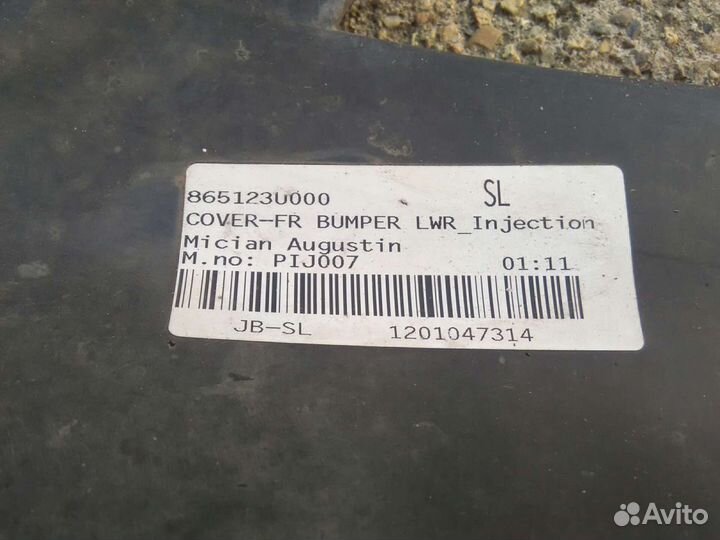 865123U000 SL
COVER-FR BUMPER LWR_Injection
Mician Augustin
M.no: PIJ007 01:11
JB-SL 1201047314
Avito